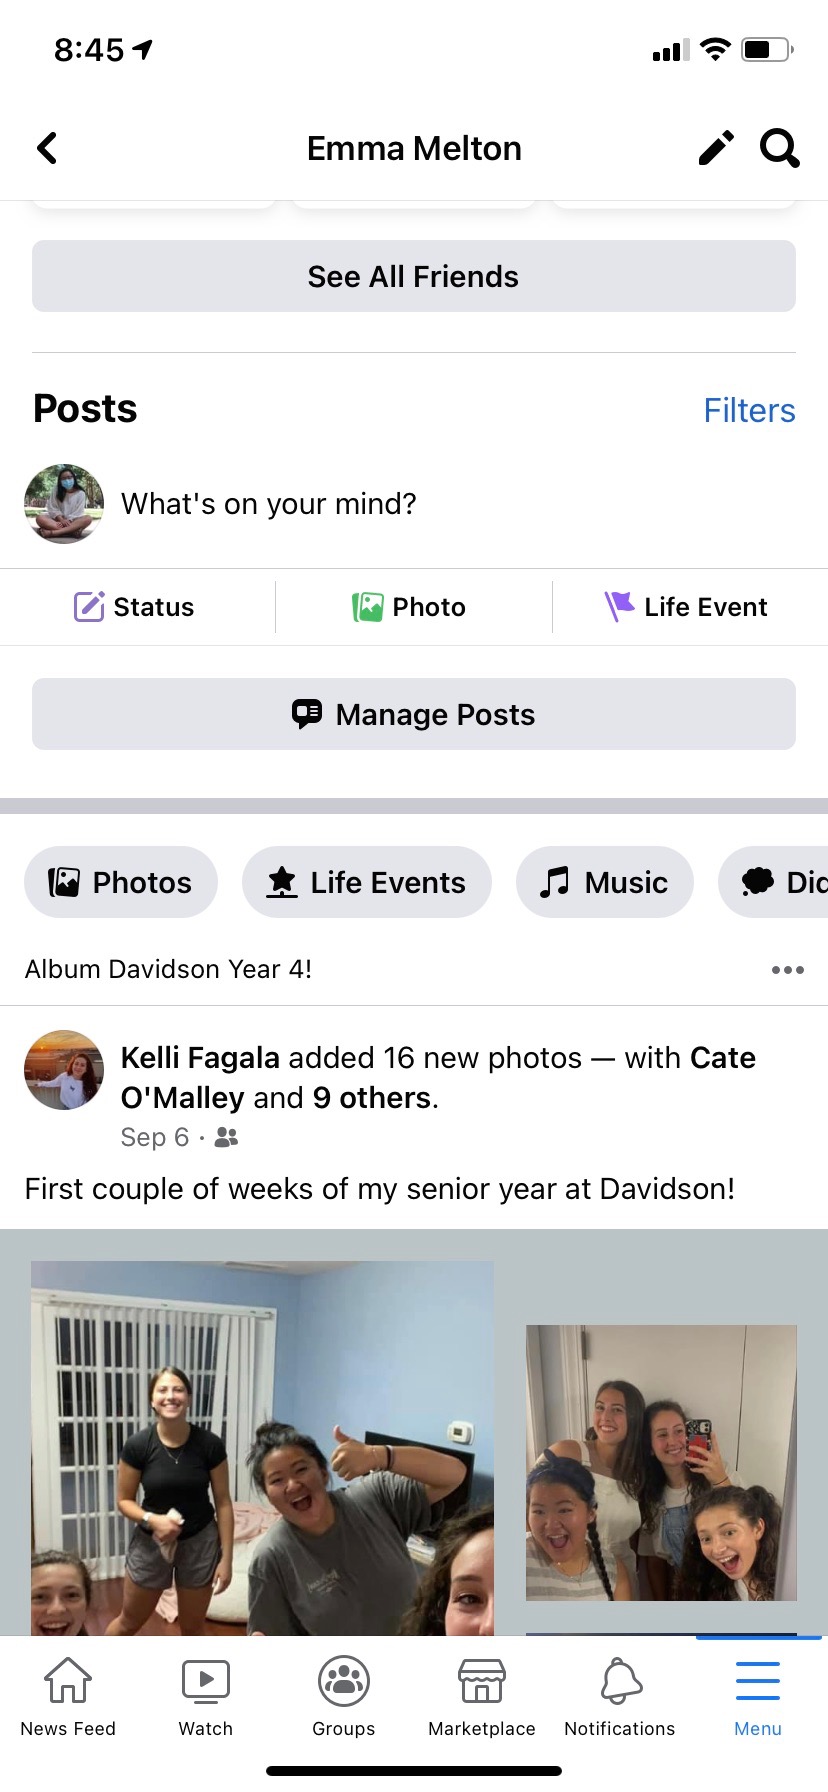 8:45
Emma Melton
See All Friends
Posts
Filters
What's on your mind?
Status
Photo
Life Event
Manage Posts
Photos
Life Events
Music
Did
Album Davidson Year 4!
Kelli Fagala added 16 new photos — with Cate
O'Malley and 9 others.
Sep 6 ·
First couple of weeks of my senior year at Davidson!
News Feed
Watch
Groups
Marketplace
Notifications
Menu